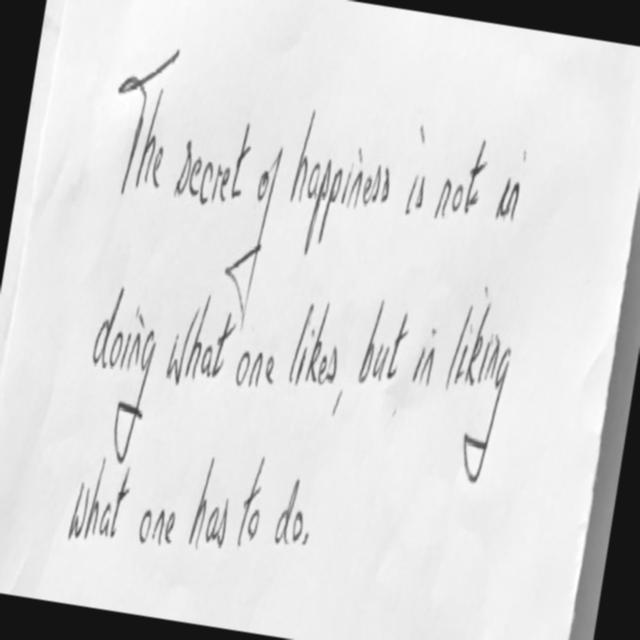 The secret of happiness is not in
doing what one likes, but in liking
what one has to do.